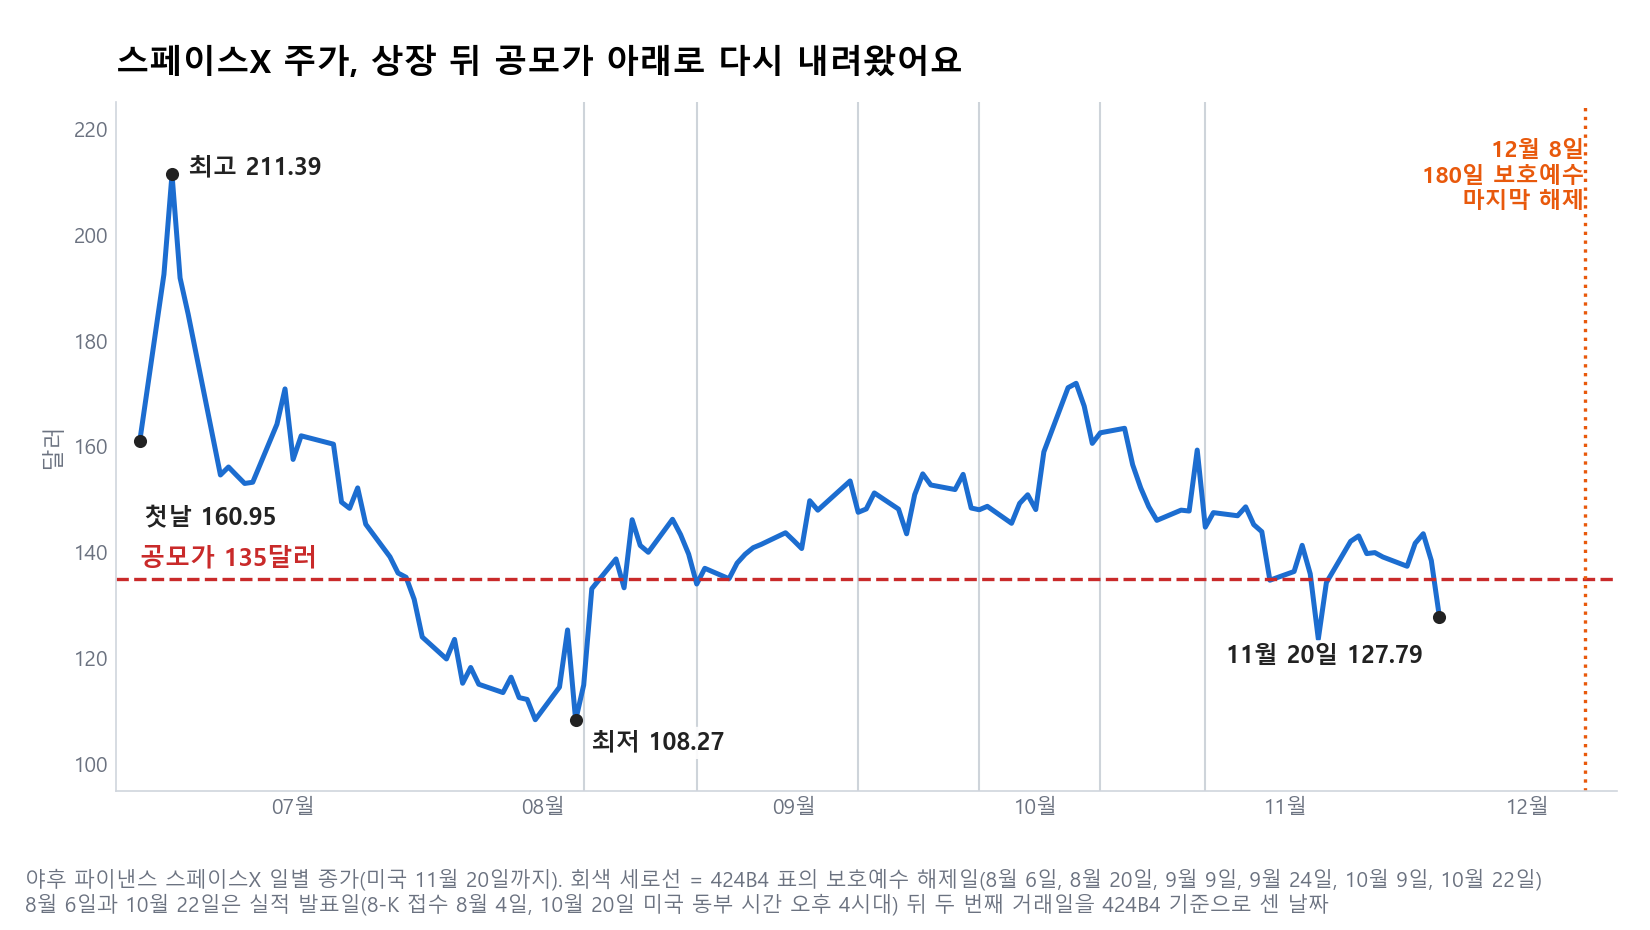 스페이스X 주가, 상장 뒤 공모가 아래로 다시 내려왔어요
220
200
180
160
140
120
100
달러
최고 211.39
첫날 160.95
공모가 135달러
최저 108.27
11월 20일 127.79
12월 8일
180일 보호예수
마지막 해제
07월
08월
09월
10월
11월
12월
야후 파이낸스 스페이스X 일별 종가(미국 11월 20일까지). 회색 세로선 = 424B4 표의 보호예수 해제일(8월 6일, 8월 20일, 9월 9일, 9월 24일, 10월 9일, 10월 22일)
8월 6일과 10월 22일은 실적 발표일(8-K 접수 8월 4일, 10월 20일 미국 동부 시간 오후 4시대) 뒤 두 번째 거래일을 424B4 기준으로 센 날짜